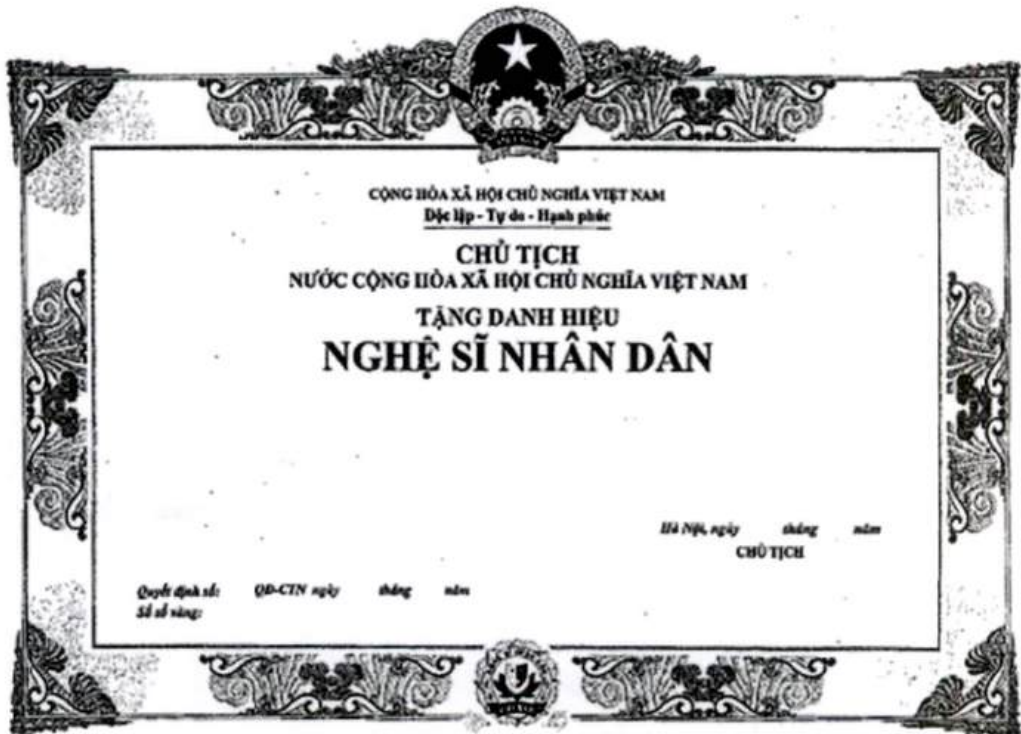 CỘNG HÒA XÃ HỘI CHỦ NGHĨA VIỆT NAM
Độc lập - Tự do - Hạnh phúc
CHỦ TỊCH
NƯỚC CỘNG HÒA XÃ HỘI CHỦ NGHĨA VIỆT NAM
TẶNG DANH HIỆU
NGHỆ SĨ NHÂN DÂN
Hà Nội, ngày tháng năm
CHỦ TỊCH
Quyết định số: QĐ-CTN ngày tháng năm
Số sổ vàng: